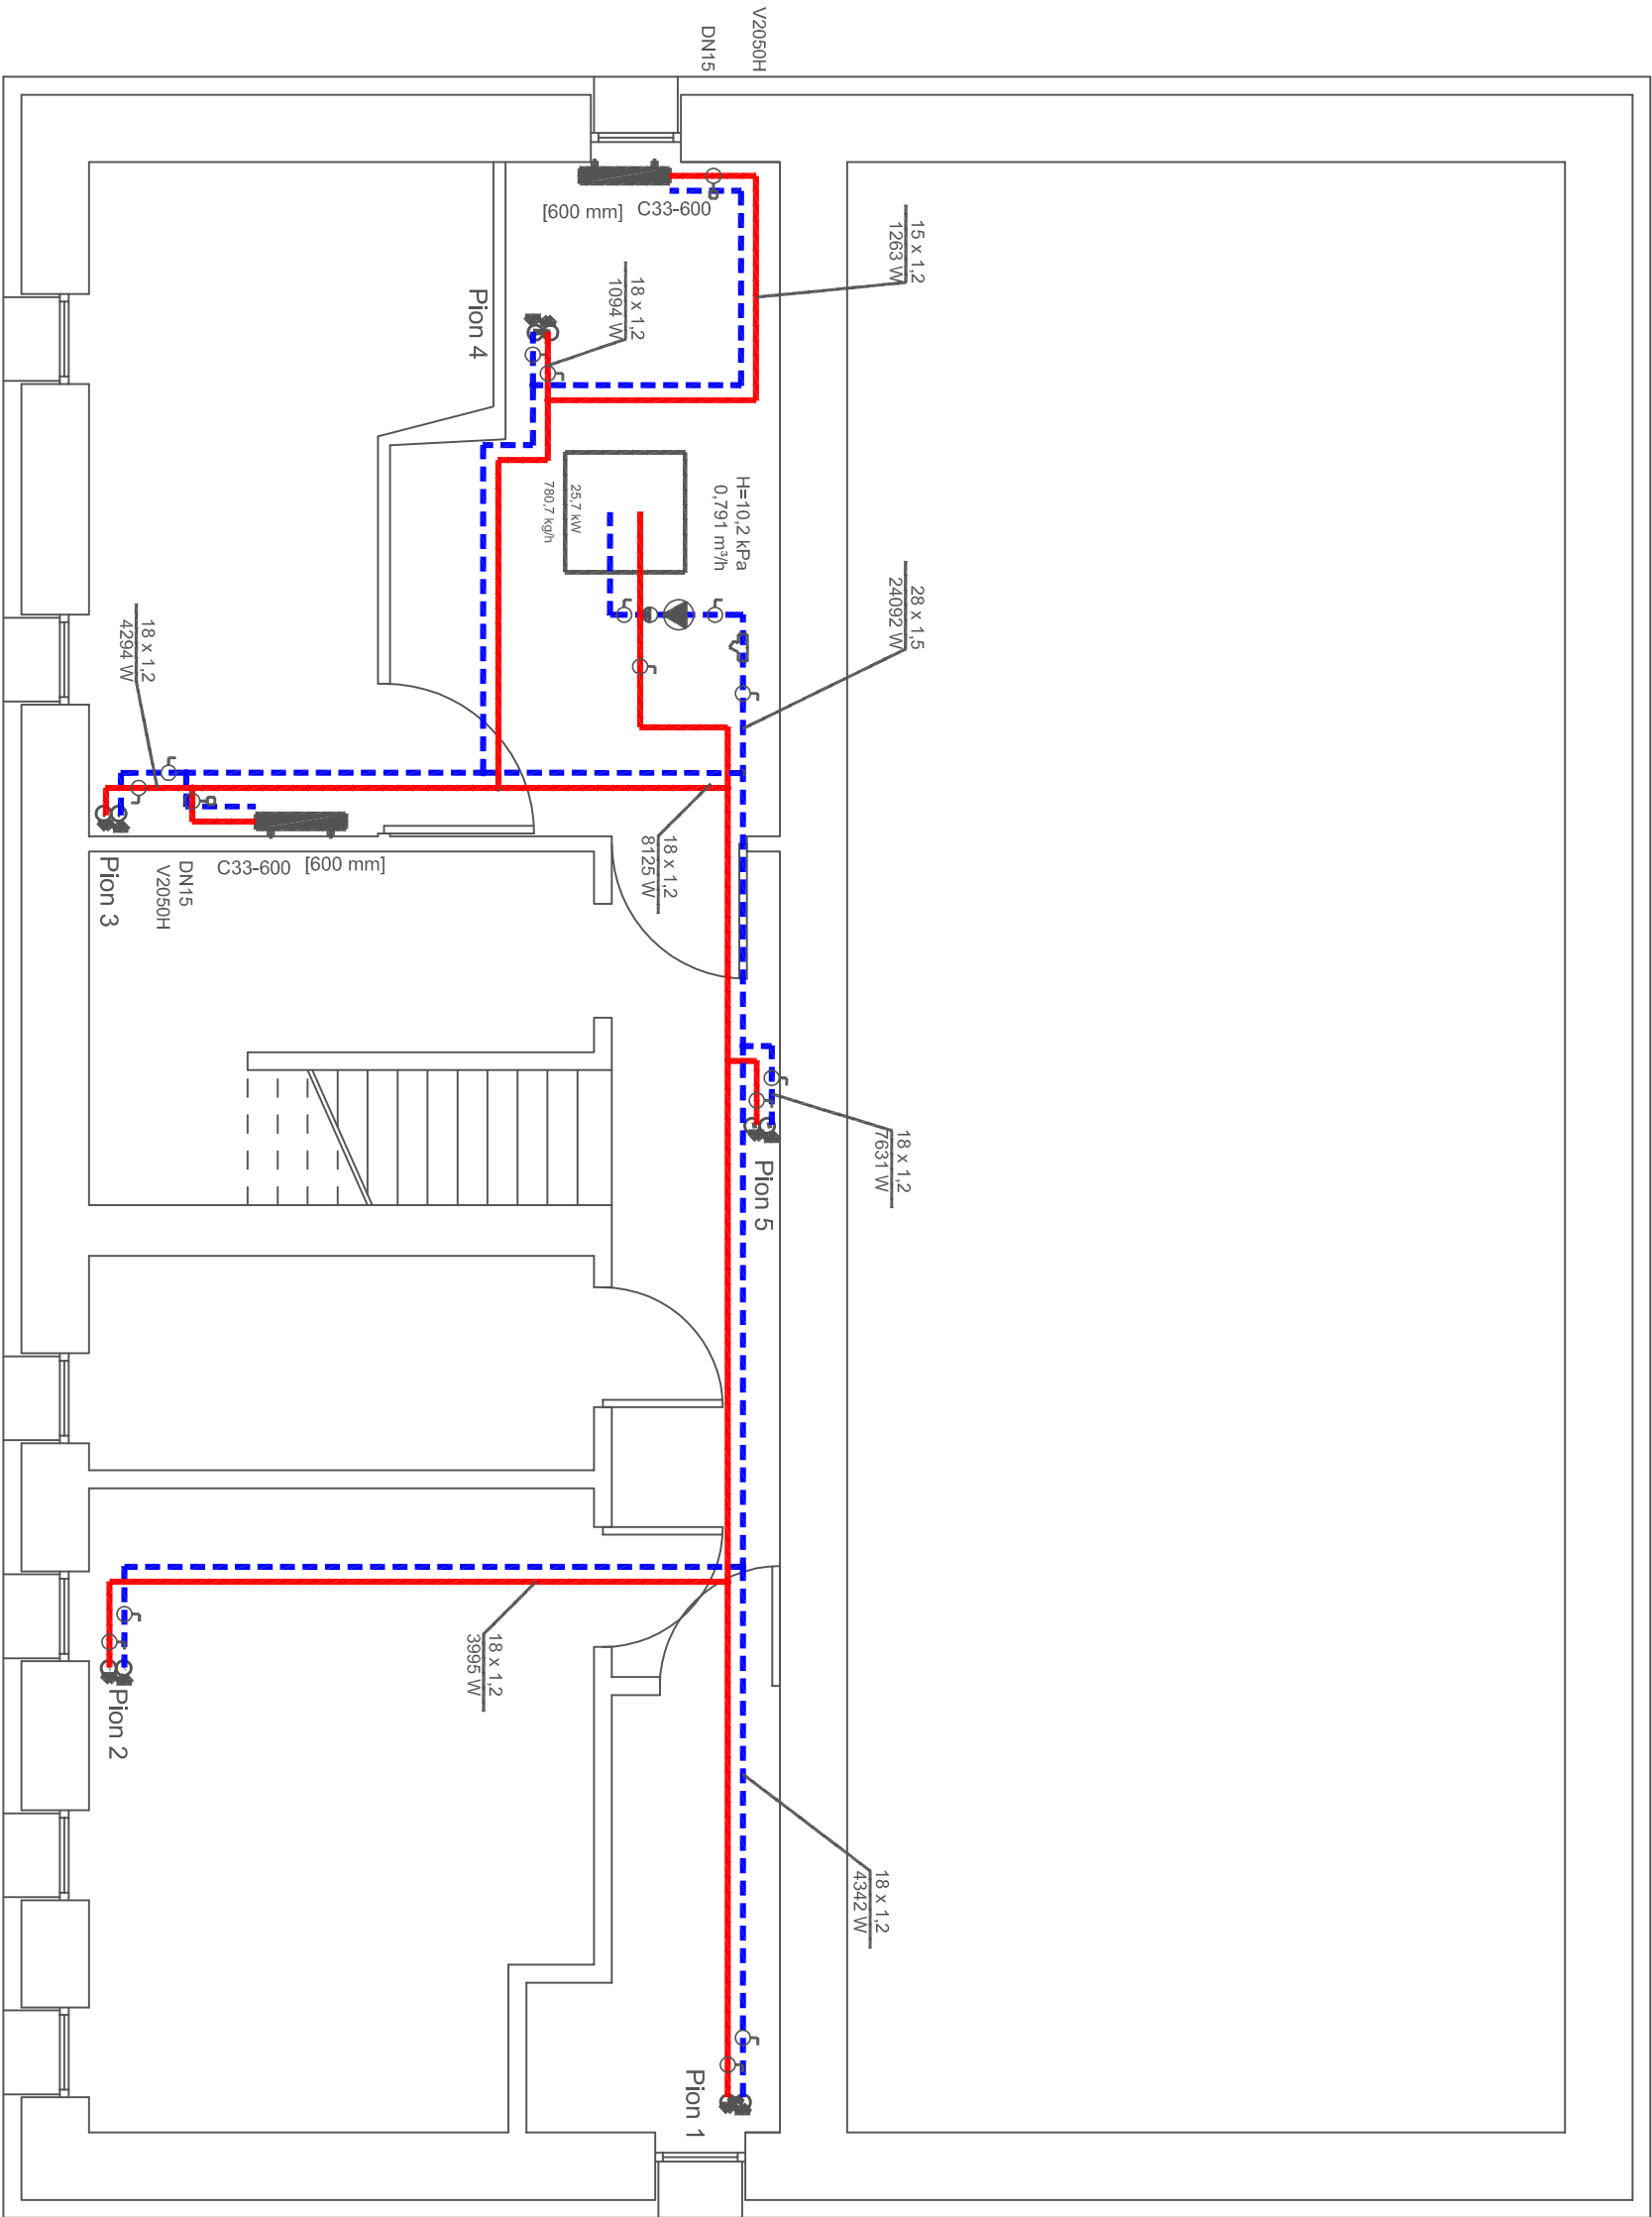 V2050H
DN15
[600 mm]
C33-600
15 x 1,2
1263 W
18 x 1,2
1094 W
Pion 4
H=10,2 kPa
0,791 m³/h
25,7 kW
780,7 kg/h
28 x 1,5
24092 W
18 x 1,2
4294 W
18 x 1,2
8125 W
Pion 3
DN15
V2050H
C33-600
[600 mm]
18 x 1,2
7631 W
Pion 5
18 x 1,2
3995 W
Pion 2
18 x 1,2
4342 W
Pion 1